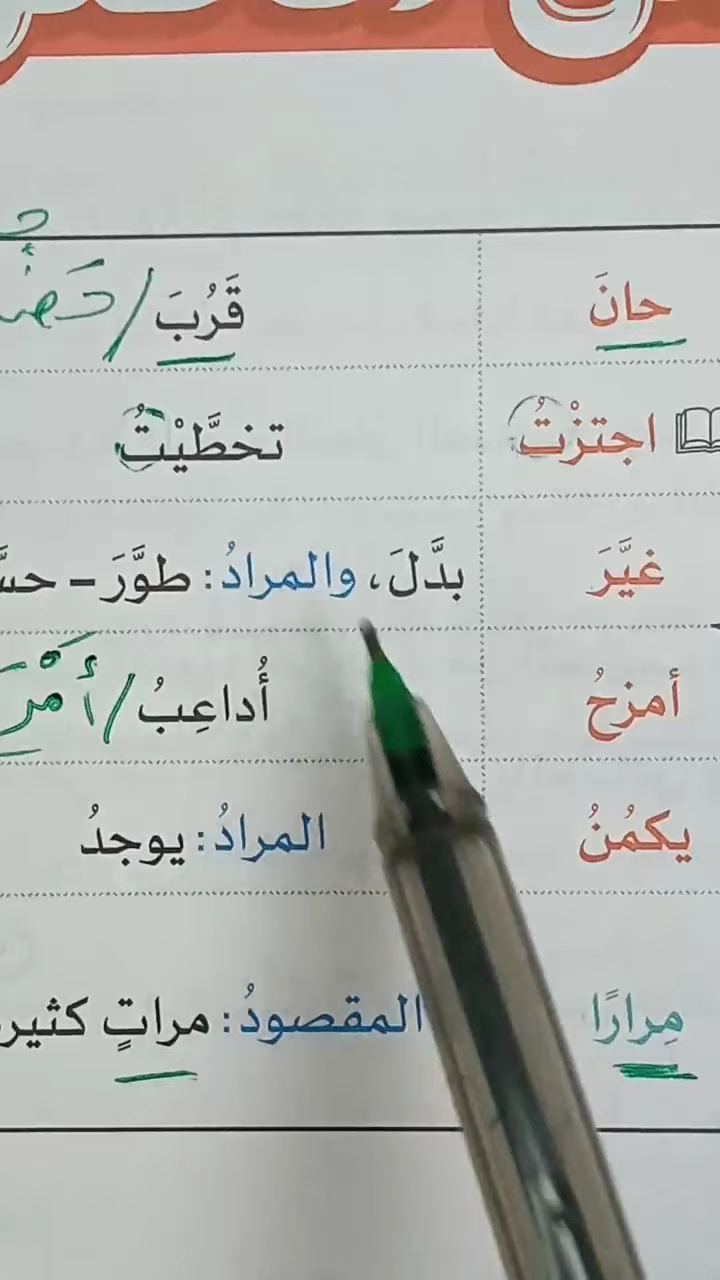 حانَ قَرُبَ /
اجتزْتُ تخطَّيْتُ
غيَّرَ بدَّلَ، والمرادُ: طوَّرَ -
أمزحُ أُداعِبُ /
يكمُنُ المرادُ: يوجدُ
مِرارًا المقصودُ: مراتٍ